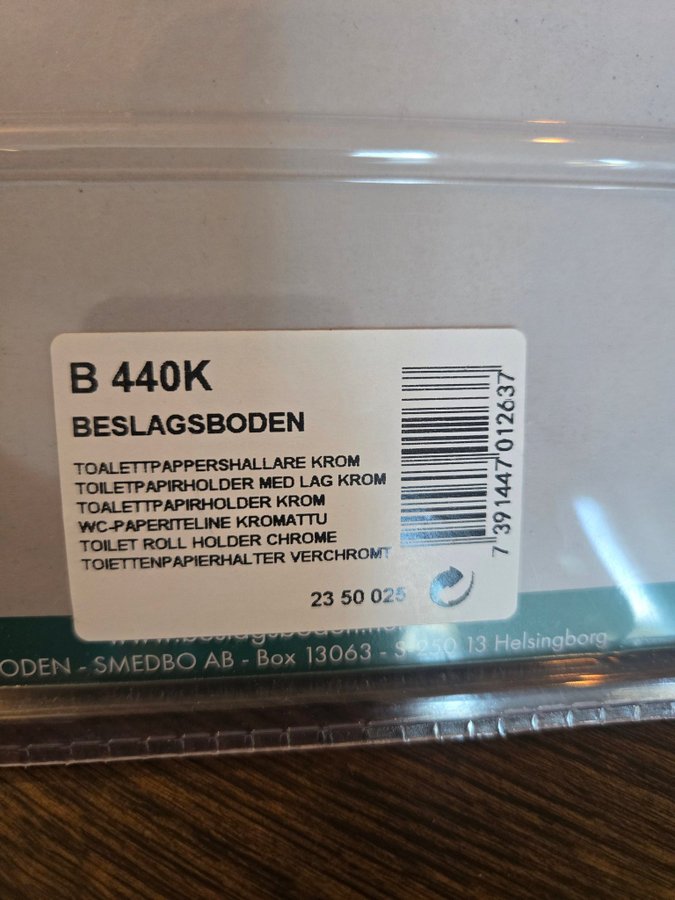 B 440K
BESLAGSBODEN
TOALETTPAPPERSHALLARE KROM
TOILETPAPIRHOLDER MED LAG KROM
TOALETTPAPIRHOLDER KROM
WC-PAPERITELINE KROMATTU
TOILET ROLL HOLDER CHROME
TOIETTENPAPIERHALTER VERCHROMT
23 50 025
7 391447 012637
ODEN - SMEDBO AB - Box 13063 - S 250 13 Helsingborg